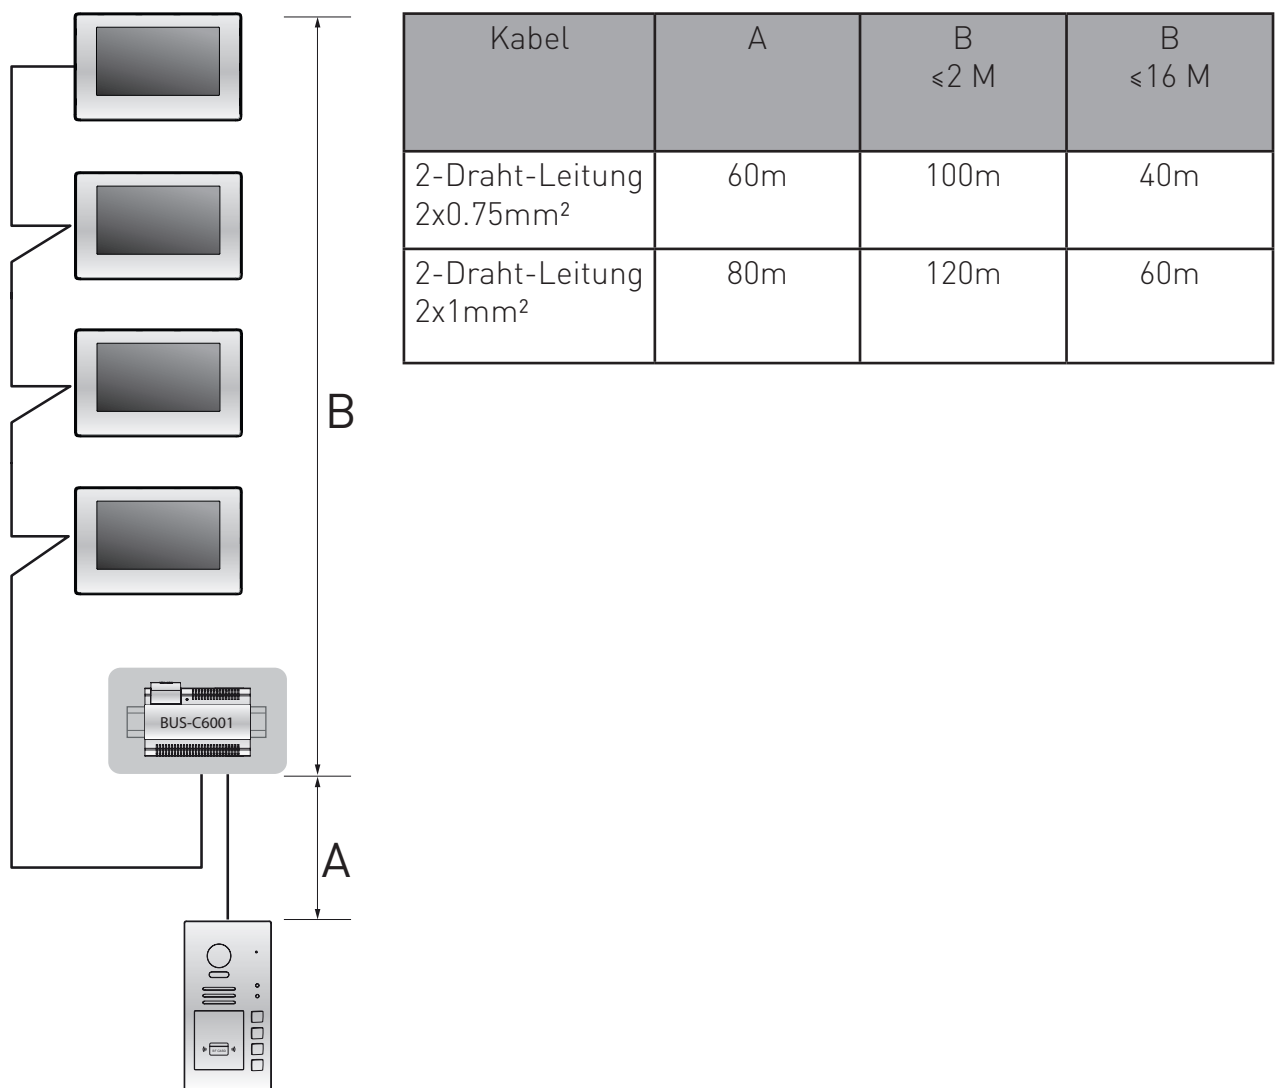 Kabel A B B
≤2 M ≤16 M
2-Draht-Leitung 60m 100m 40m
2x0.75mm²
2-Draht-Leitung 80m 120m 60m
2x1mm²
B
BUS-C6001
A